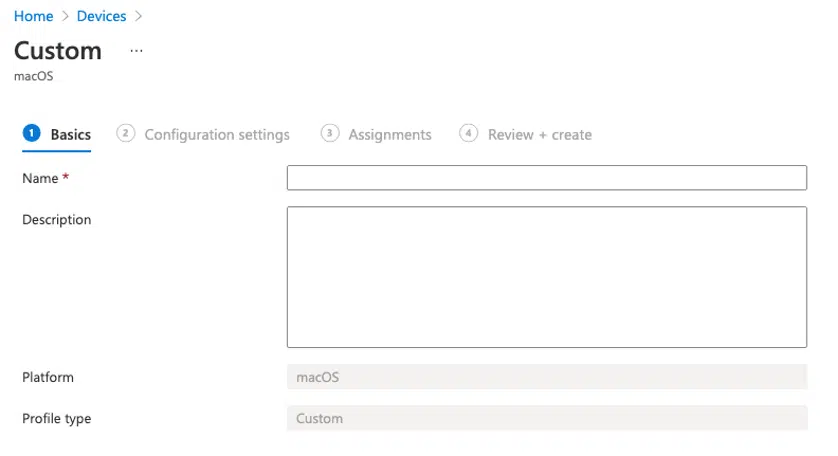 Home > Devices >
Custom ...
macOS
1 Basics 2 Configuration settings 3 Assignments 4 Review + create
Name *
Description
Platform macOS
Profile type Custom